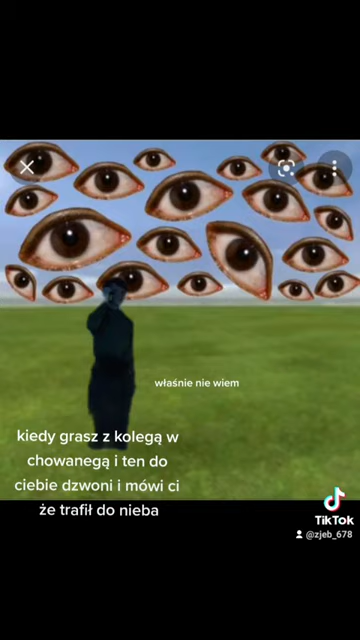 właśnie nie wiem
kiedy grasz z kolegą w
chowanegą i ten do
ciebie dzwoni i mówi ci
że trafił do nieba
TikTok
@zjeb_678